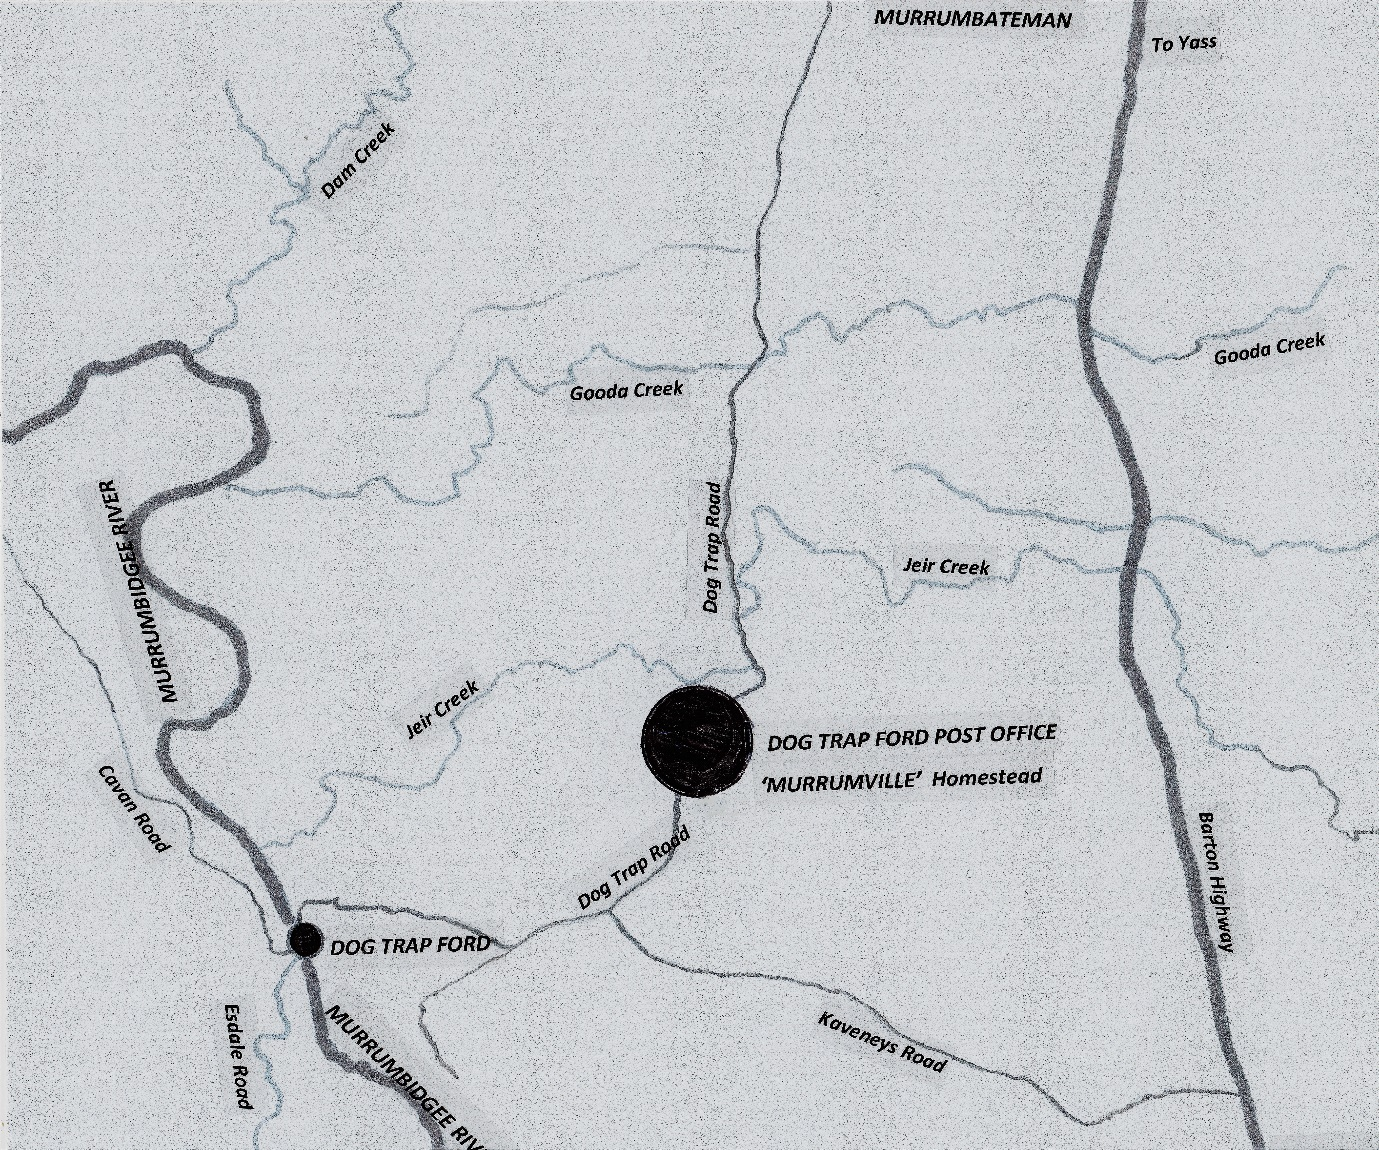 MURRUMBATEMAN
To Yass
Dam Creek
Gooda Creek
Gooda Creek
MURRUMBIDGEE RIVER
Dog Trap Road
Jeir Creek
Jeir Creek
DOG TRAP FORD POST OFFICE
'MURRUMVILLE' Homestead
Cavan Road
Barton Highway
Dog Trap Road
DOG TRAP FORD
Esdale Road
MURRUMBIDGEE RIV
Kaveneys Road